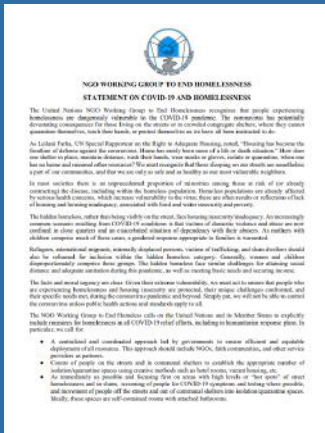 NGO WORKING GROUP TO END HOMELESSNESS
STATEMENT ON COVID-19 AND HOMELESSNESS
The United Nations NGO Working Group to End Homelessness recognizes that people experiencing
homelessness are dangerously vulnerable to the COVID-19 pandemic. The coronavirus has potentially
devastating consequences for those living on the streets or in crowded congregate shelters, where they cannot
quarantine themselves, wash their hands, or protect themselves as we have all been instructed to do.
As Leilani Farha, UN Special Rapporteur on the Right to Adequate Housing, noted, "Housing has become the
frontline of defense against the coronavirus. Home has rarely been more of a life or death situation." How does
one shelter in place, maintain distance, wash their hands, wear masks or gloves, isolate or quarantine, when one
has no home and minimal other resources? We must recognize that those sleeping on our streets are nonetheless
a part of our communities, and that we are only as safe and as healthy as our most vulnerable neighbors.
In most societies there is an unprecedented proportion of minorities among those at risk of (or already
contracting) the disease, including within the homeless population. Homeless populations are already affected
by serious health concerns, which increase vulnerability to the virus; these are often results or reflections of lack
of housing and housing inadequacy, associated with food and water insecurity and poverty.
The hidden homeless, rather than being visible on the street, face housing insecurity/inadequacy. An increasingly
common scenario resulting from COVID-19 conditions is that victims of domestic violence and abuse are now
confined in close quarters and an exacerbated situation of dependency with their abusers. As mothers with
children comprise much of these cases, a gendered response appropriate to families is warranted.
Refugees, international migrants, internally displaced persons, victims of trafficking, and slum dwellers should
also be enhanced for inclusion within the hidden homeless category. Generally, women and children
disproportionately comprise these groups. The hidden homeless face similar challenges for attaining social
distance and adequate sanitation during this pandemic, as well as meeting basic needs and securing income.
The facts and moral urgency are clear. Given their extreme vulnerability, we must act to ensure that people who
are experiencing homelessness and housing insecurity are protected, their unique challenges confronted, and
their specific needs met, during the coronavirus pandemic and beyond. Simply put, we will not be able to contain
the coronavirus unless public health actions and standards apply to all.
The NGO Working Group to End Homeless calls on the United Nations and its Member States to explicitly
include measures for homelessness in all COVID-19 relief efforts, including in humanitarian response plans. In
particular, we call for:
• A centralized and coordinated approach led by governments to ensure efficient and equitable
deployment of all resources. This approach should include NGOs, faith communities, and other service
providers as partners.
• Counts of people on the streets and in communal shelters to establish the appropriate number of
isolation/quarantine spaces using creative methods such as hotel rooms, vacant housing, etc.
• As immediately as possible and focusing first on areas with high levels or "hot spots" of street
homelessness and in slums, screening of people for COVID-19 symptoms and testing where possible,
and movement of people off the streets and out of communal shelters into isolation/quarantine spaces.
Ideally, these spaces are self-contained rooms with attached bathrooms.